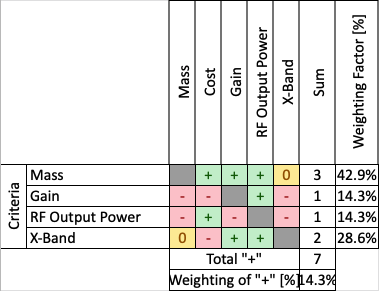 Mass Cost Gain RF Output Power X-Band Sum Weighting Factor [%]
Criteria
Mass + + + 0 3 42.9%
Gain - - + - 1 14.3%
RF Output Power - + - - 1 14.3%
X-Band 0 - + + 2 28.6%
Total "+" 7
Weighting of "+" [%] 14.3%